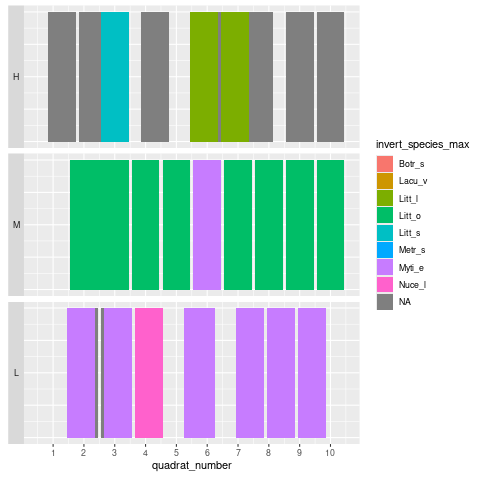 H
M
L
1 2 3 4 5 6 7 8 9 10
quadrat_number
invert_species_max
Botr_s
Lacu_v
Litt_l
Litt_o
Litt_s
Metr_s
Myti_e
Nuce_l
NA